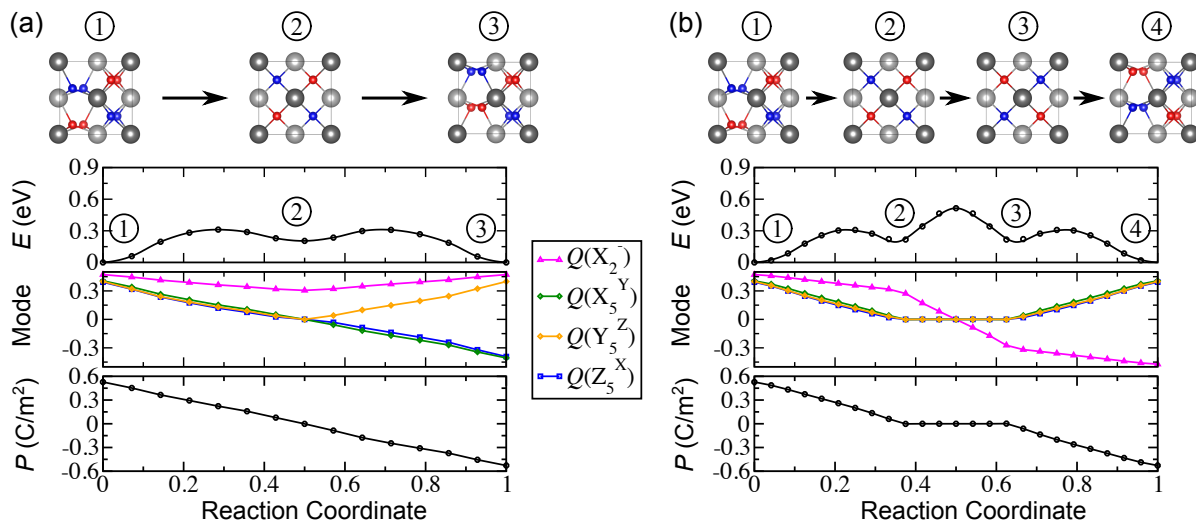 (a)
① ② ③
0.9
0.6
0.3
0
E (eV)
① ② ③
0.3
0
-0.3
Mode
0.6
0.3
0
-0.3
-0.6
P (C/m²)
0 0.2 0.4 0.6 0.8 1
Reaction Coordinate
Q(X₂⁻)
Q(X₅ʸ)
Q(Y₅ᶻ)
Q(Z₅ˣ)
(b)
① ② ③ ④
0.9
0.6
0.3
0
E (eV)
① ② ③ ④
0.3
0
-0.3
Mode
0.6
0.3
0
-0.3
-0.6
P (C/m²)
0 0.2 0.4 0.6 0.8 1
Reaction Coordinate